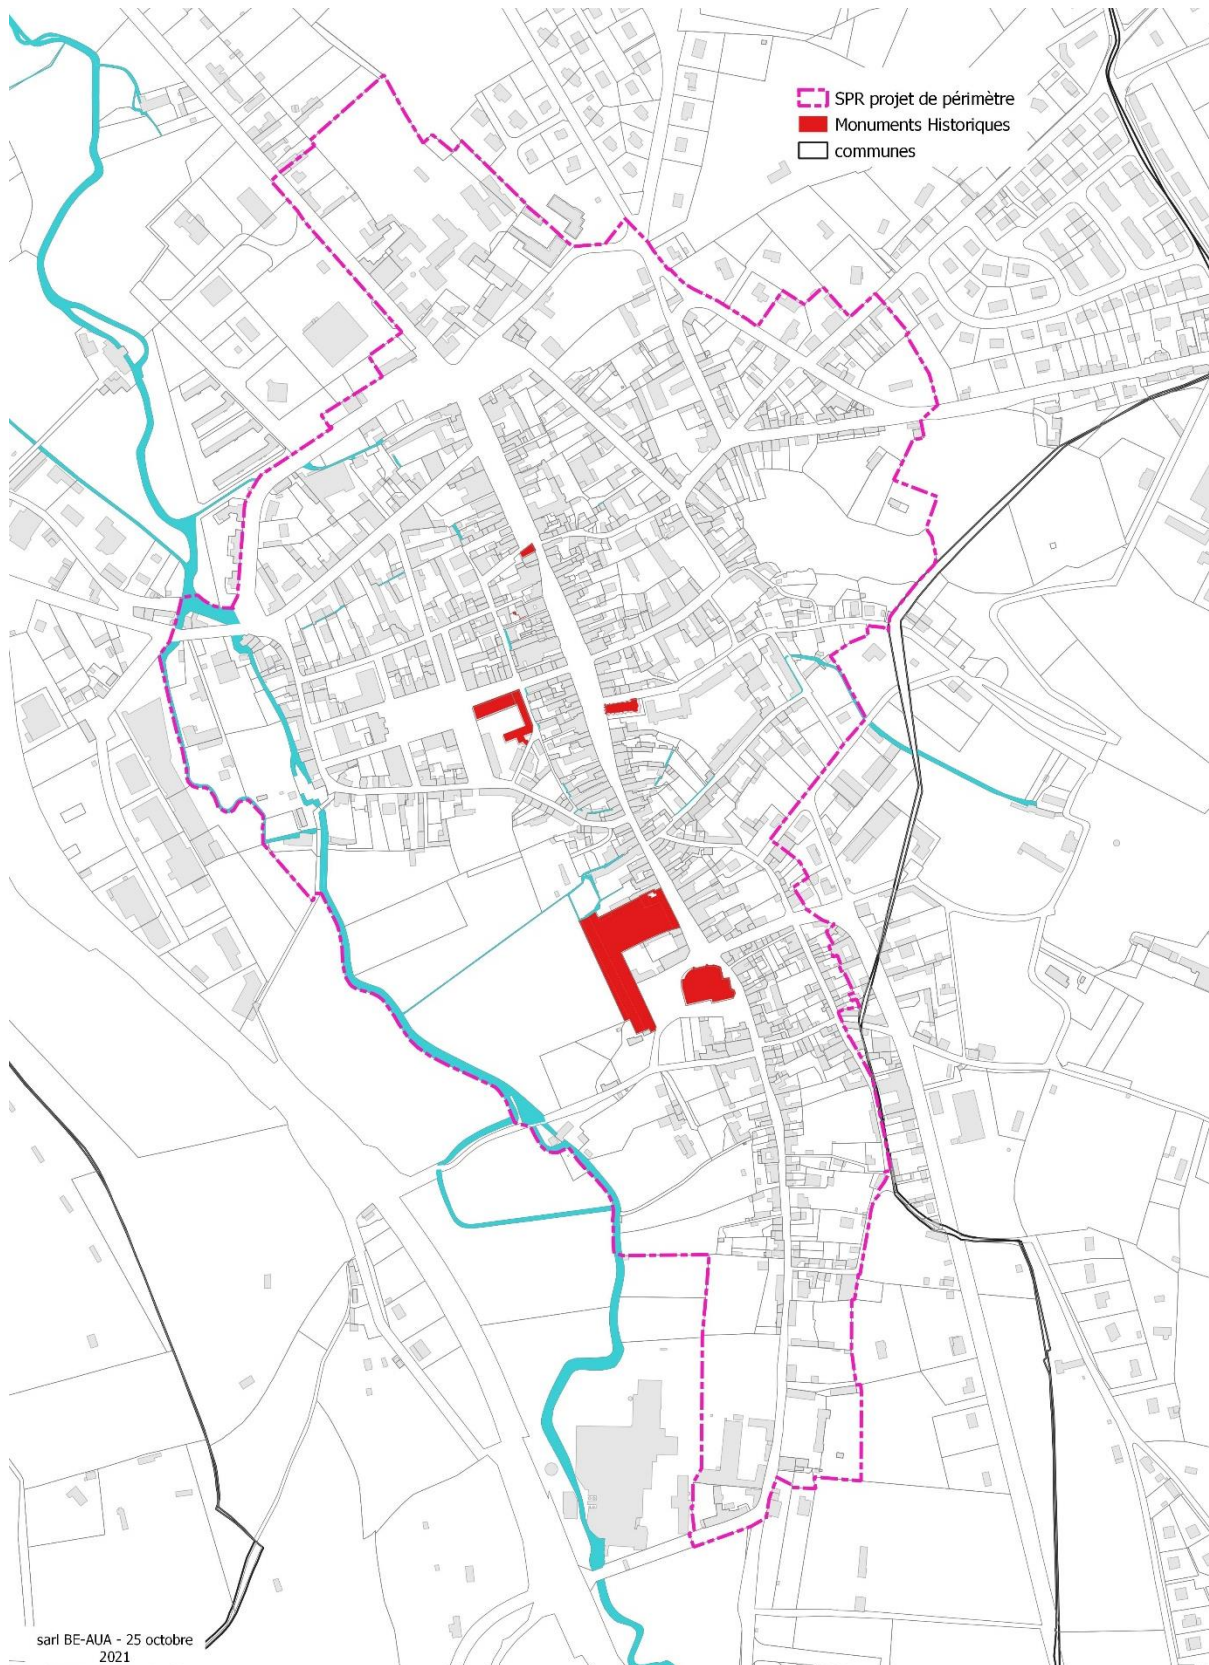 SPR projet de périmètre
Monuments Historiques
communes
sarl BE-AUA - 25 octobre
2021